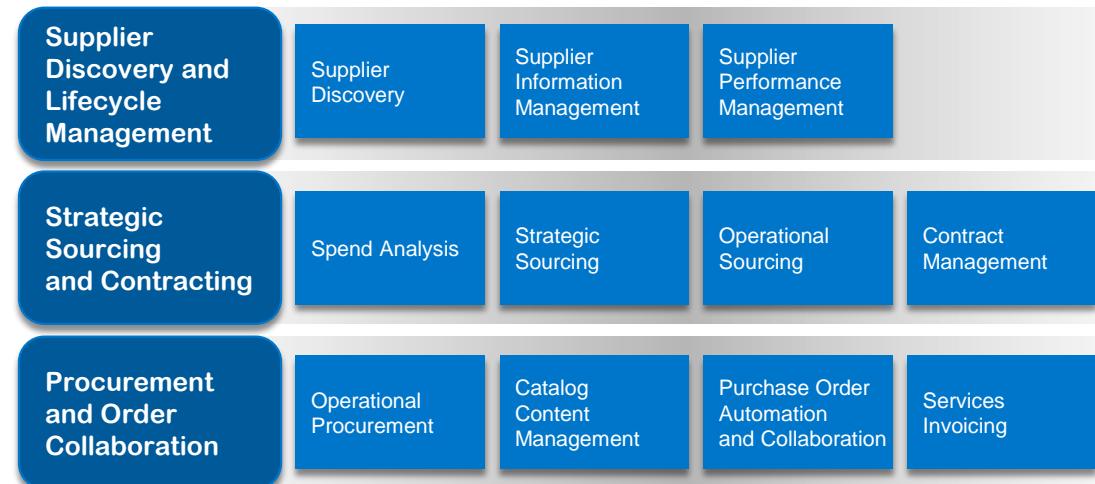 Supplier
Discovery and
Lifecycle
Management
Supplier
Discovery
Supplier
Information
Management
Supplier
Performance
Management
Strategic
Sourcing
and Contracting
Spend Analysis
Strategic
Sourcing
Operational
Sourcing
Contract
Management
Procurement
and Order
Collaboration
Operational
Procurement
Catalog
Content
Management
Purchase Order
Automation
and Collaboration
Services
Invoicing